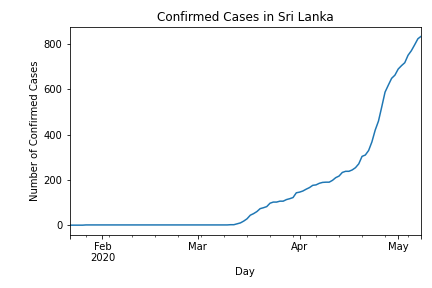 Confirmed Cases in Sri Lanka
800
600
400
200
0
Number of Confirmed Cases
Feb Mar Apr May
2020
Day